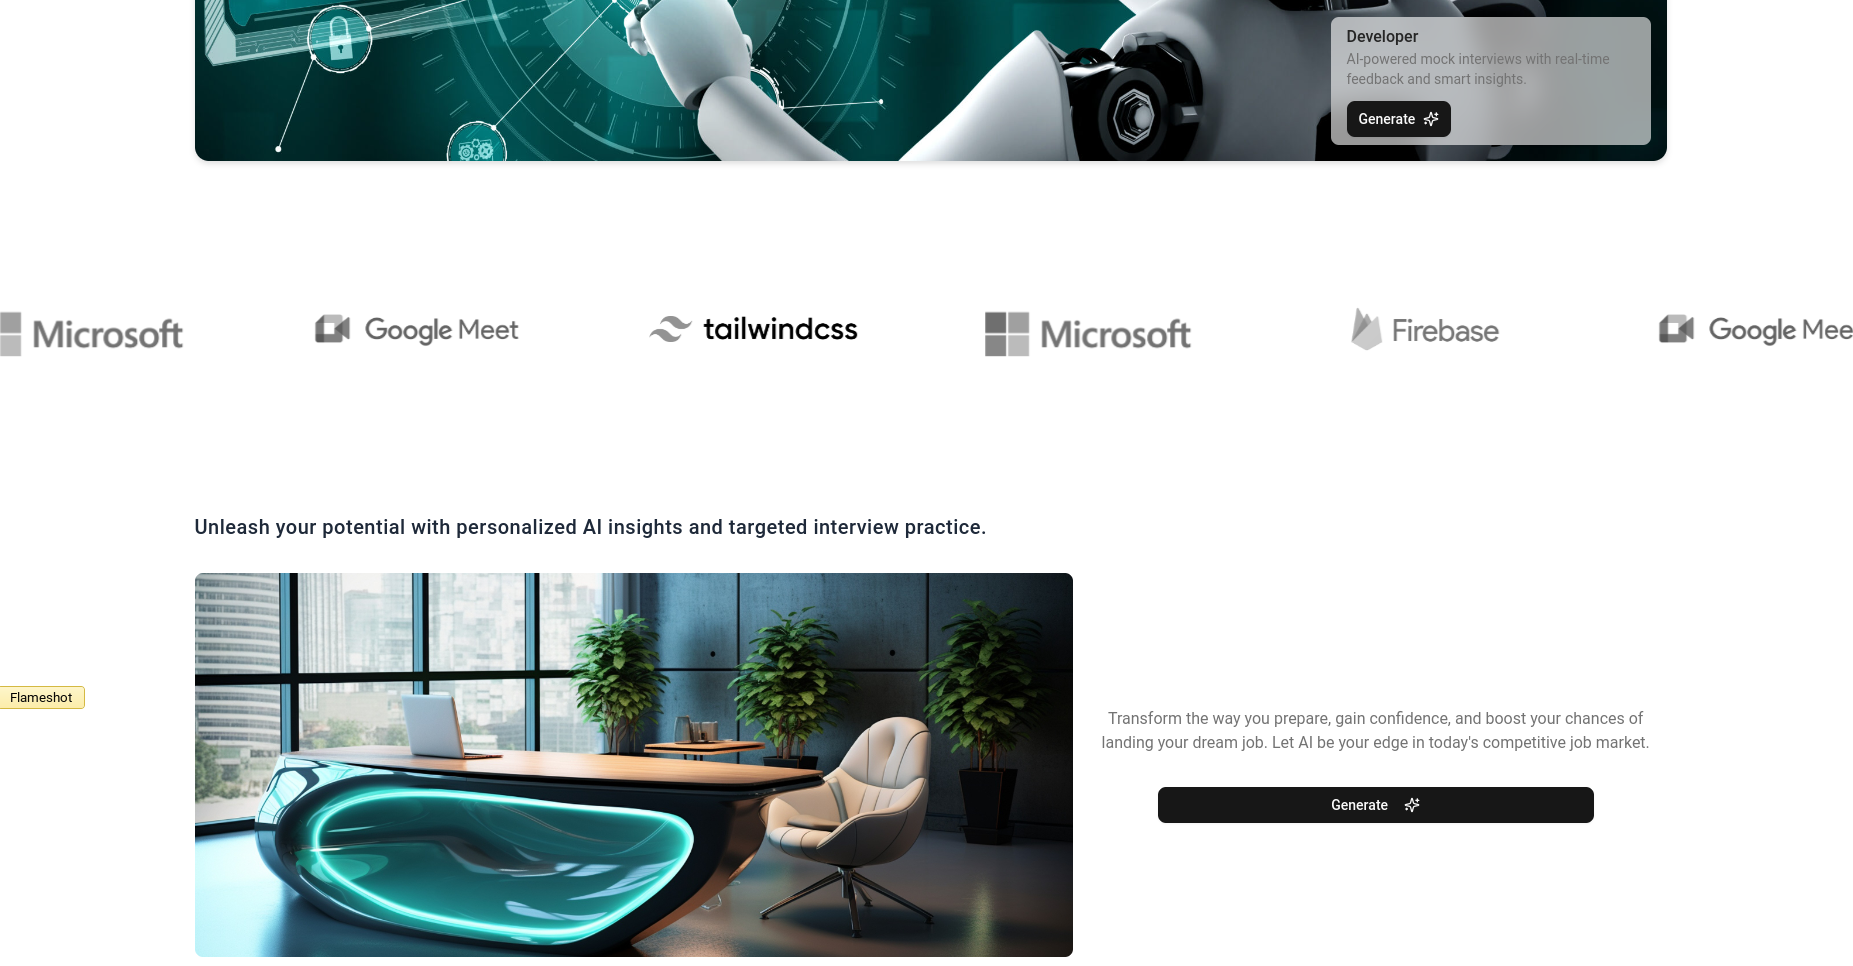 Developer
AI-powered mock interviews with real-time
feedback and smart insights.
Generate
Microsoft
Google Meet
tailwindcss
Microsoft
Firebase
Google Mee
Unleash your potential with personalized AI insights and targeted interview practice.
Flameshot
Transform the way you prepare, gain confidence, and boost your chances of
landing your dream job. Let AI be your edge in today's competitive job market.
Generate